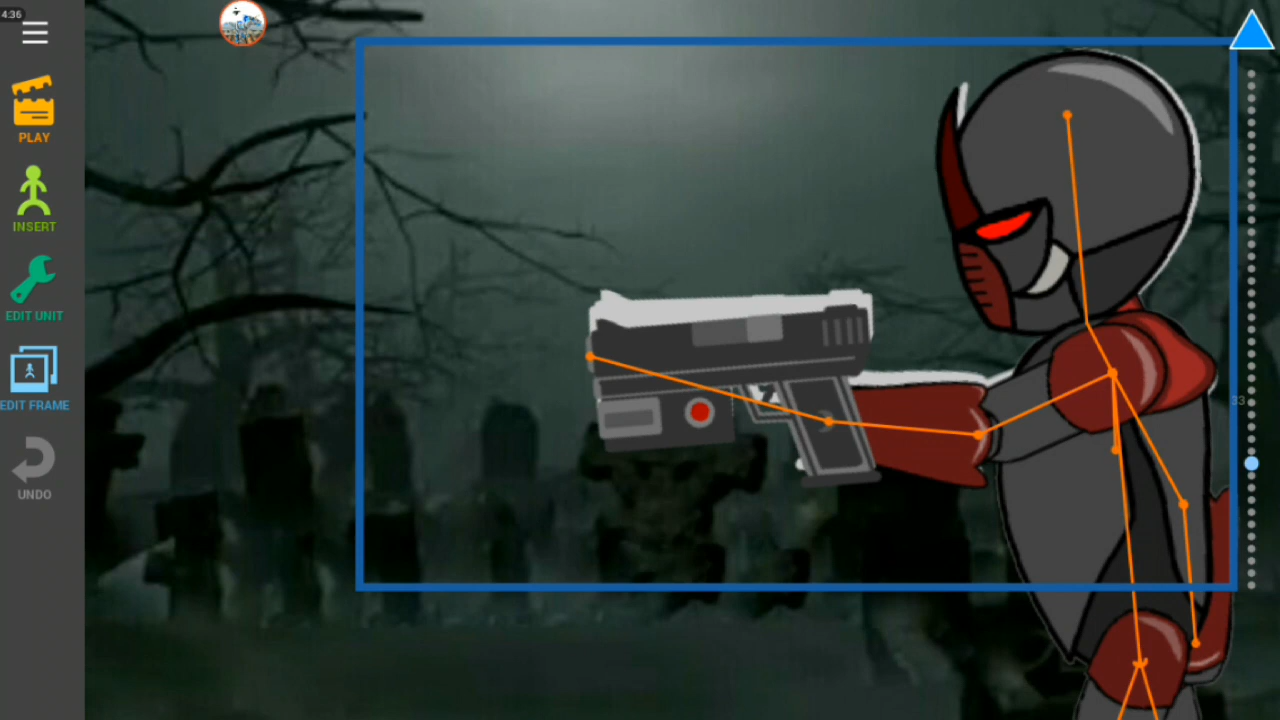 4:36
PLAY
INSERT
EDIT UNIT
EDIT FRAME
UNDO
33